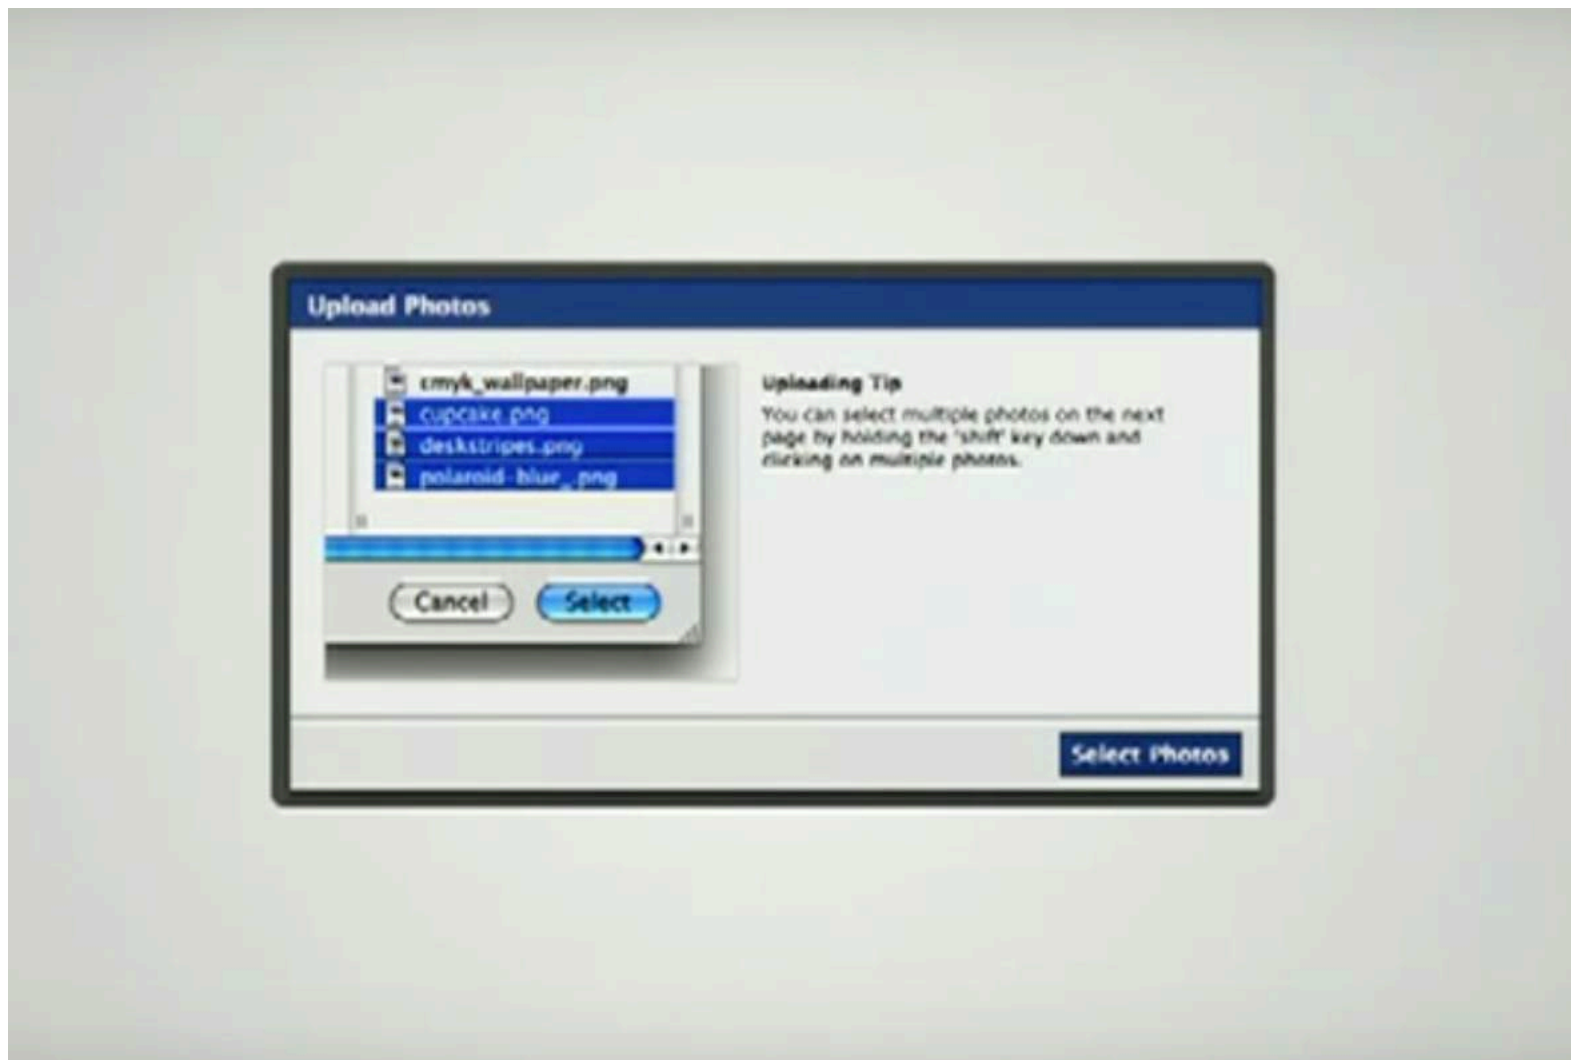 Upload Photos
cmyk_wallpaper.png
cupcake.png
deskstripes.png
polaroid-blue_.png
Cancel Select
Uploading Tip
You can select multiple photos on the next
page by holding the 'shift' key down and
clicking on multiple photos.
Select Photos